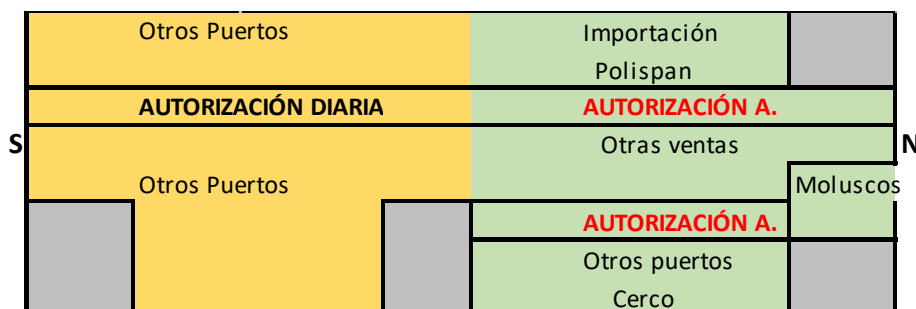 Otros Puertos Importación
Polispan
AUTORIZACIÓN DIARIA AUTORIZACIÓN A.
S Otras ventas N
Otros Puertos Moluscos
AUTORIZACIÓN A.
Otros puertos
Cerco